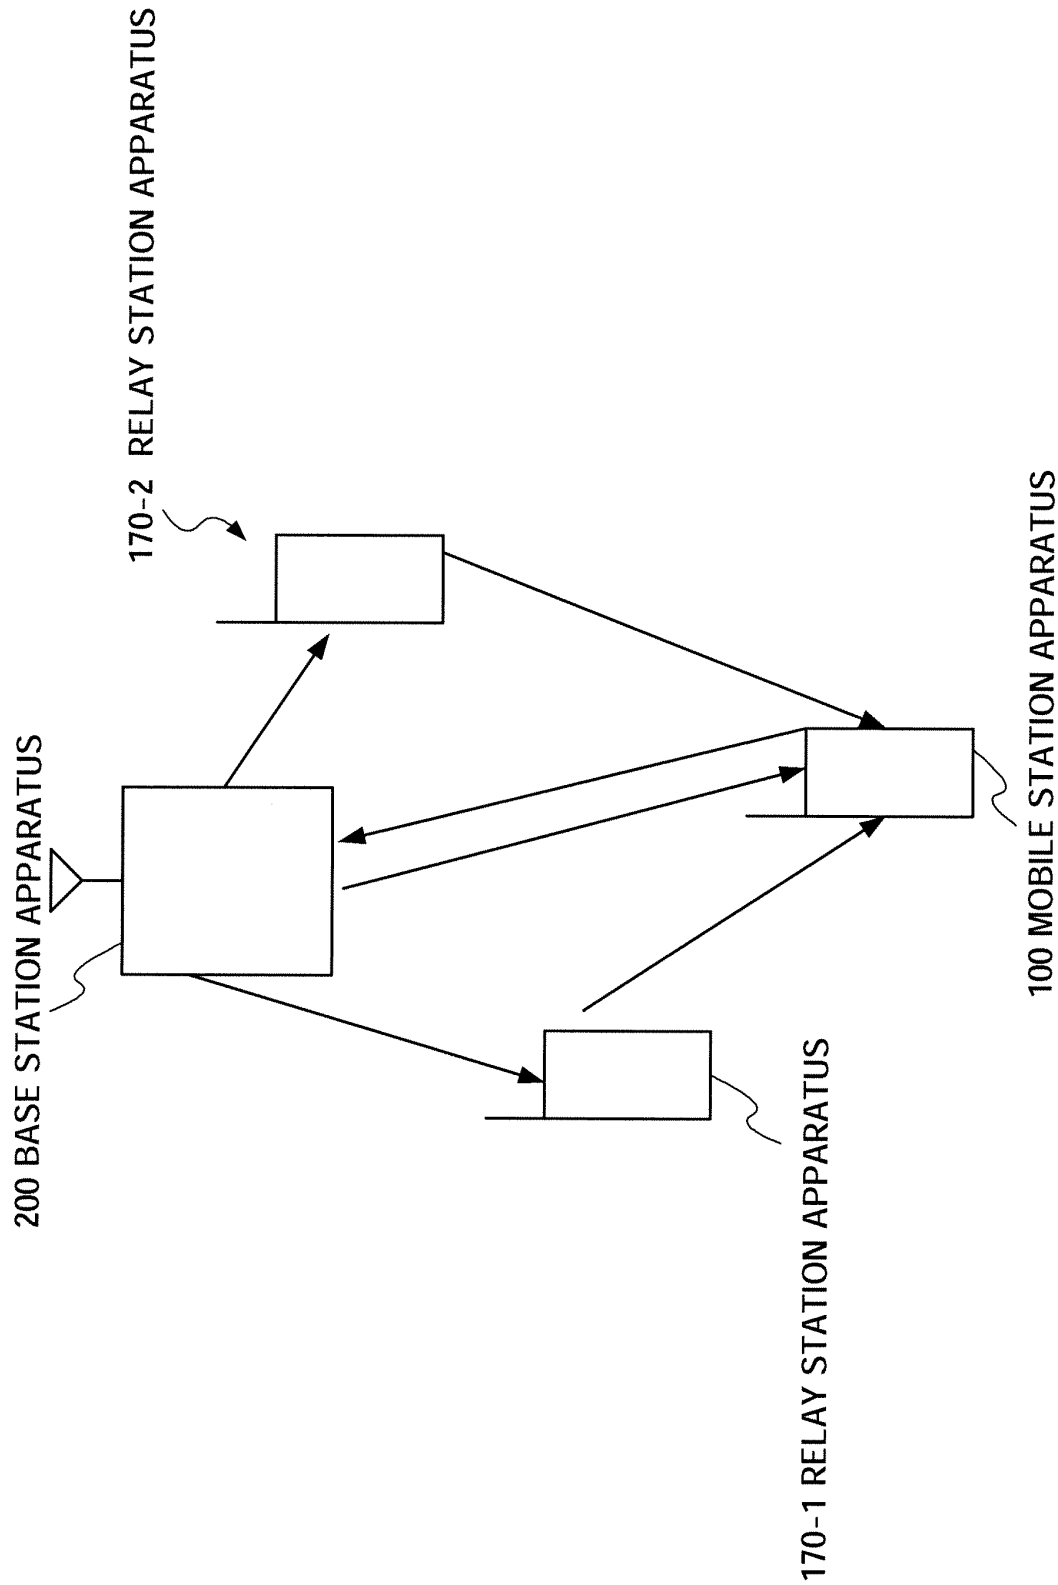 200 BASE STATION APPARATUS
170-2 RELAY STATION APPARATUS
170-1 RELAY STATION APPARATUS
100 MOBILE STATION APPARATUS